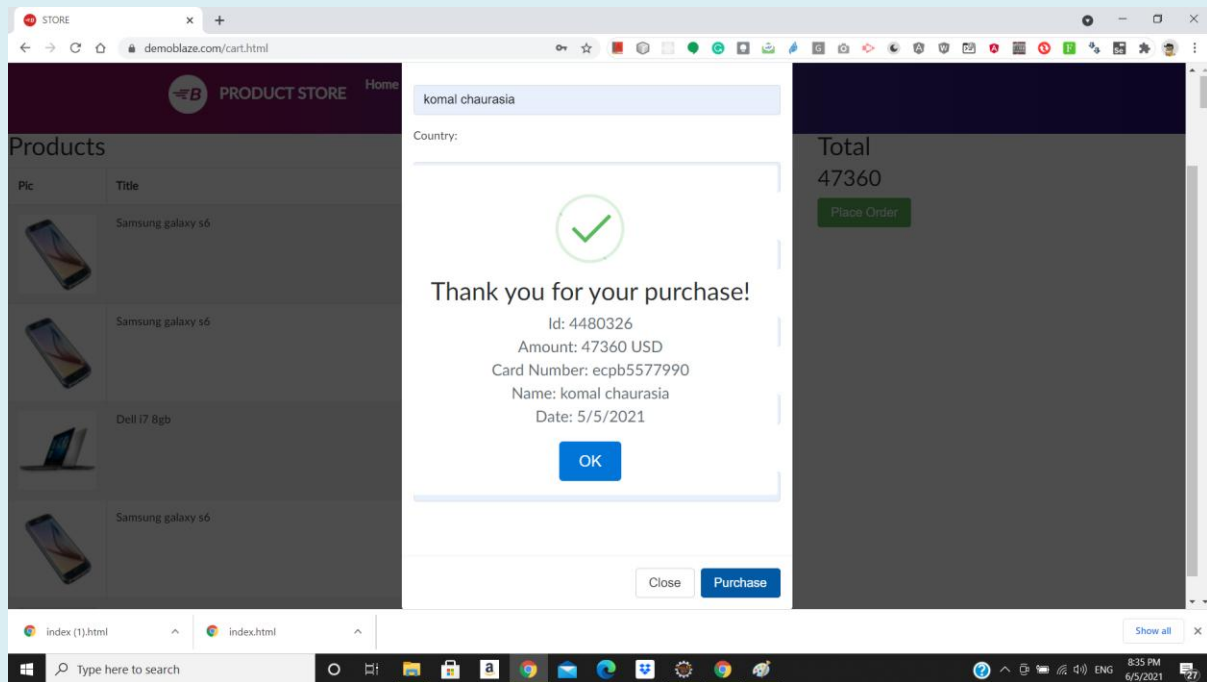 STORE
demoblaze.com/cart.html
PRODUCT STORE
Home
komal chaurasia
Country:
Products
Total
47360
Pic
Title
Place Order
Samsung galaxy s6
Samsung galaxy s6
Dell i7 8gb
Samsung galaxy s6
Thank you for your purchase!
Id: 4480326
Amount: 47360 USD
Card Number: ecpb5577990
Name: komal chaurasia
Date: 5/5/2021
OK
Close
Purchase
index (1).html
index.html
Show all
Type here to search
ENG
8:35 PM
6/5/2021
27